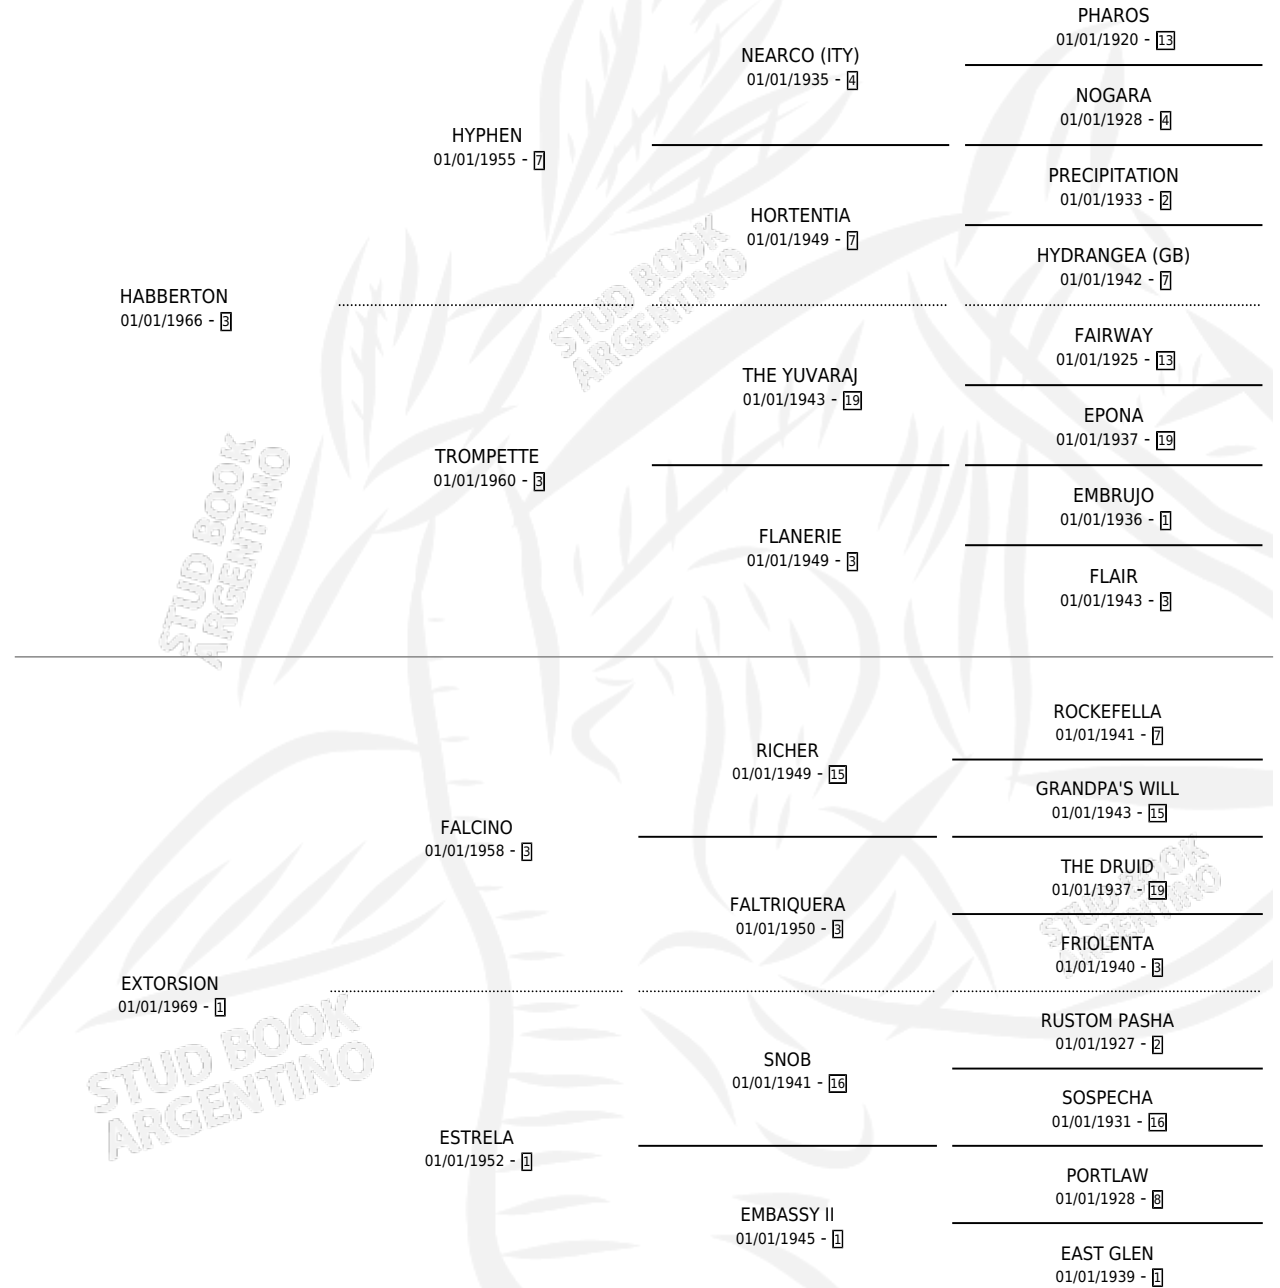 PHAROS
01/01/1920 - 13
NEARCO (ITY)
01/01/1935 - 4
NOGARA
01/01/1928 - 4
HYPHEN
01/01/1955 - 7
PRECIPITATION
01/01/1933 - 2
HORTENTIA
01/01/1949 - 7
HYDRANGEA (GB)
01/01/1942 - 7
HABBERTON
01/01/1966 - 3
FAIRWAY
01/01/1925 - 13
THE YUVARAJ
01/01/1943 - 19
EPONA
01/01/1937 - 19
TROMPETTE
01/01/1960 - 3
EMBRUJO
01/01/1936 - 1
FLANERIE
01/01/1949 - 3
FLAIR
01/01/1943 - 3
ROCKEFELLA
01/01/1941 - 7
RICHER
01/01/1949 - 15
GRANDPA'S WILL
01/01/1943 - 15
FALCINO
01/01/1958 - 3
THE DRUID
01/01/1937 - 19
FALTRIQUERA
01/01/1950 - 3
FRIOLENTA
01/01/1940 - 3
EXTORSION
01/01/1969 - 1
RUSTOM PASHA
01/01/1927 - 2
SNOB
01/01/1941 - 16
SOSPECHA
01/01/1931 - 16
ESTRELA
01/01/1952 - 1
PORTLAW
01/01/1928 - 8
EMBASSY II
01/01/1945 - 1
EAST GLEN
01/01/1939 - 1
STUD BOOK
ARGENTINO
STUD BOOK
ARGENTINO
STUD BOOK
ARGENTINO
STUD BOOK
ARGENTINO